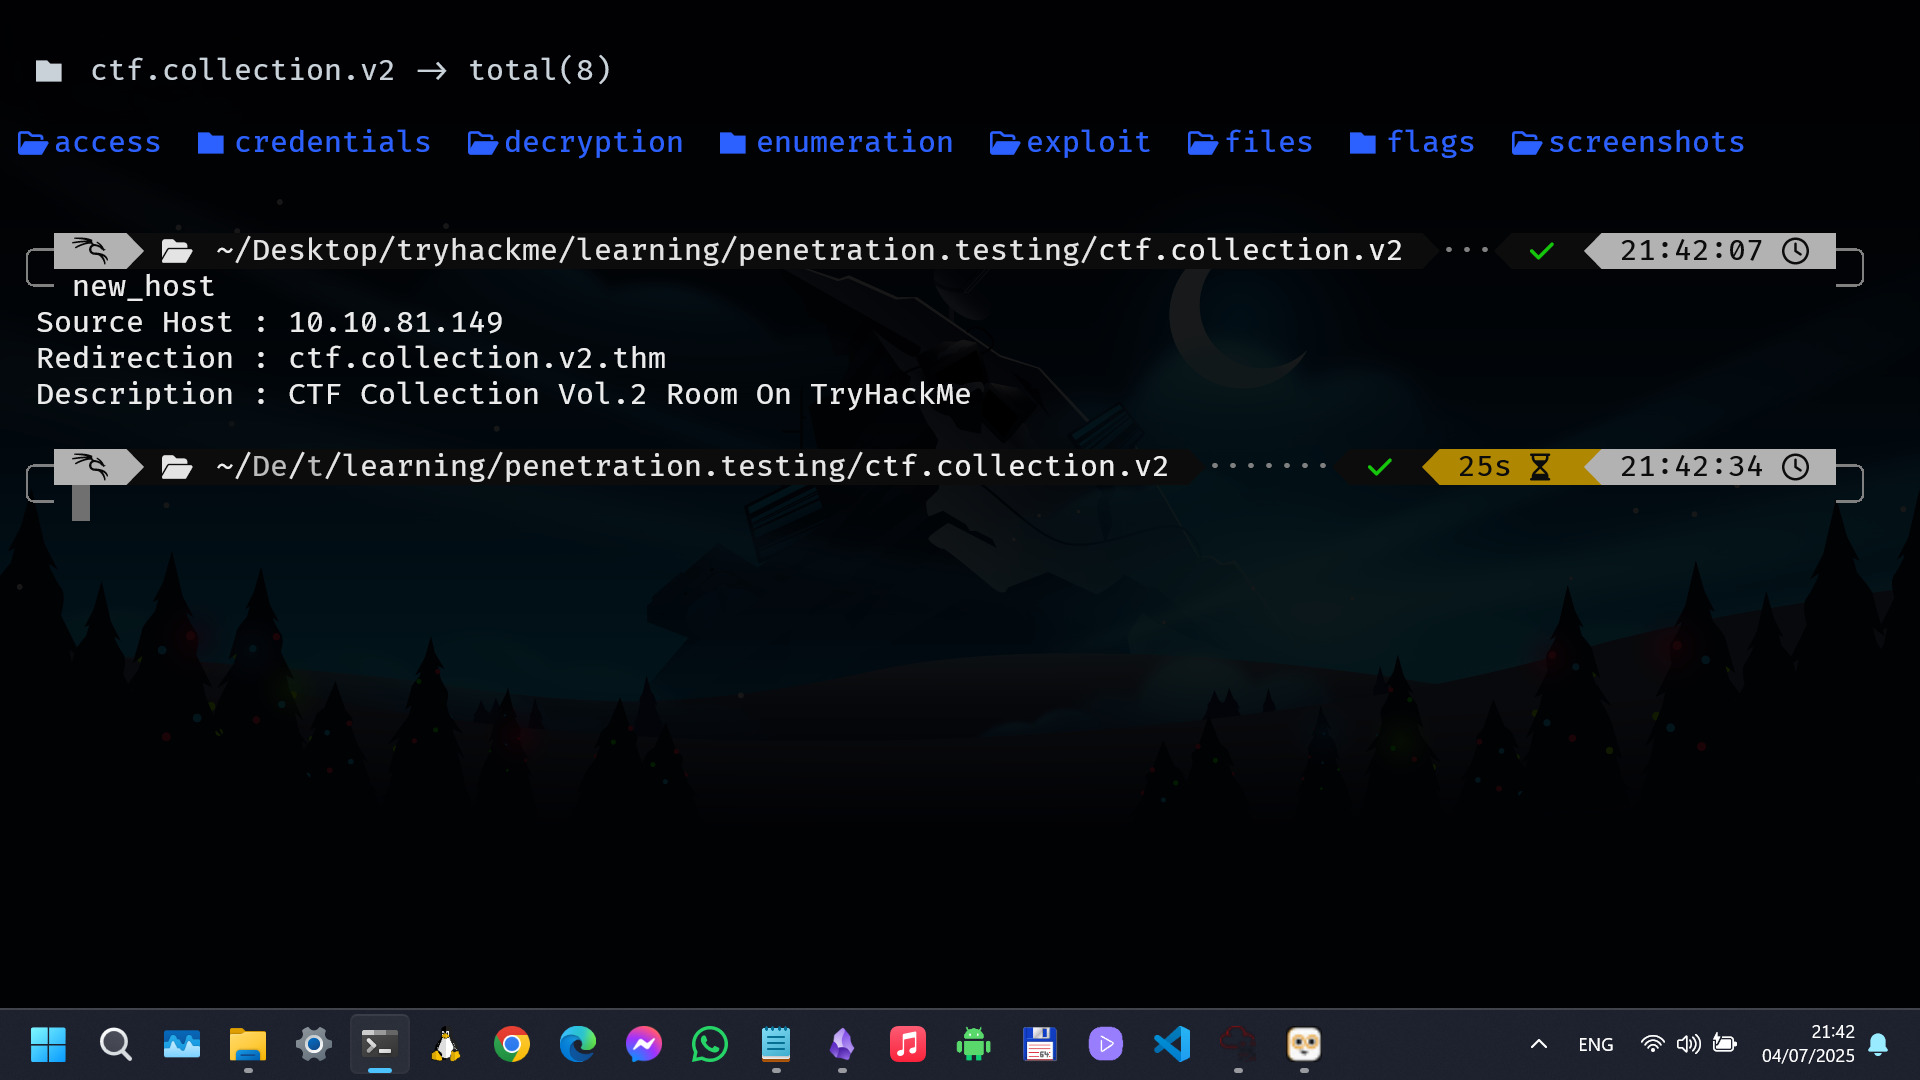 ctf.collection.v2 → total(8)
access credentials decryption enumeration exploit files flags screenshots
~/Desktop/tryhackme/learning/penetration.testing/ctf.collection.v2 21:42:07
new_host
Source Host : 10.10.81.149
Redirection : ctf.collection.v2.thm
Description : CTF Collection Vol.2 Room On TryHackMe
~/De/t/learning/penetration.testing/ctf.collection.v2 25s 21:42:34
64
ENG
21:42
04/07/2025